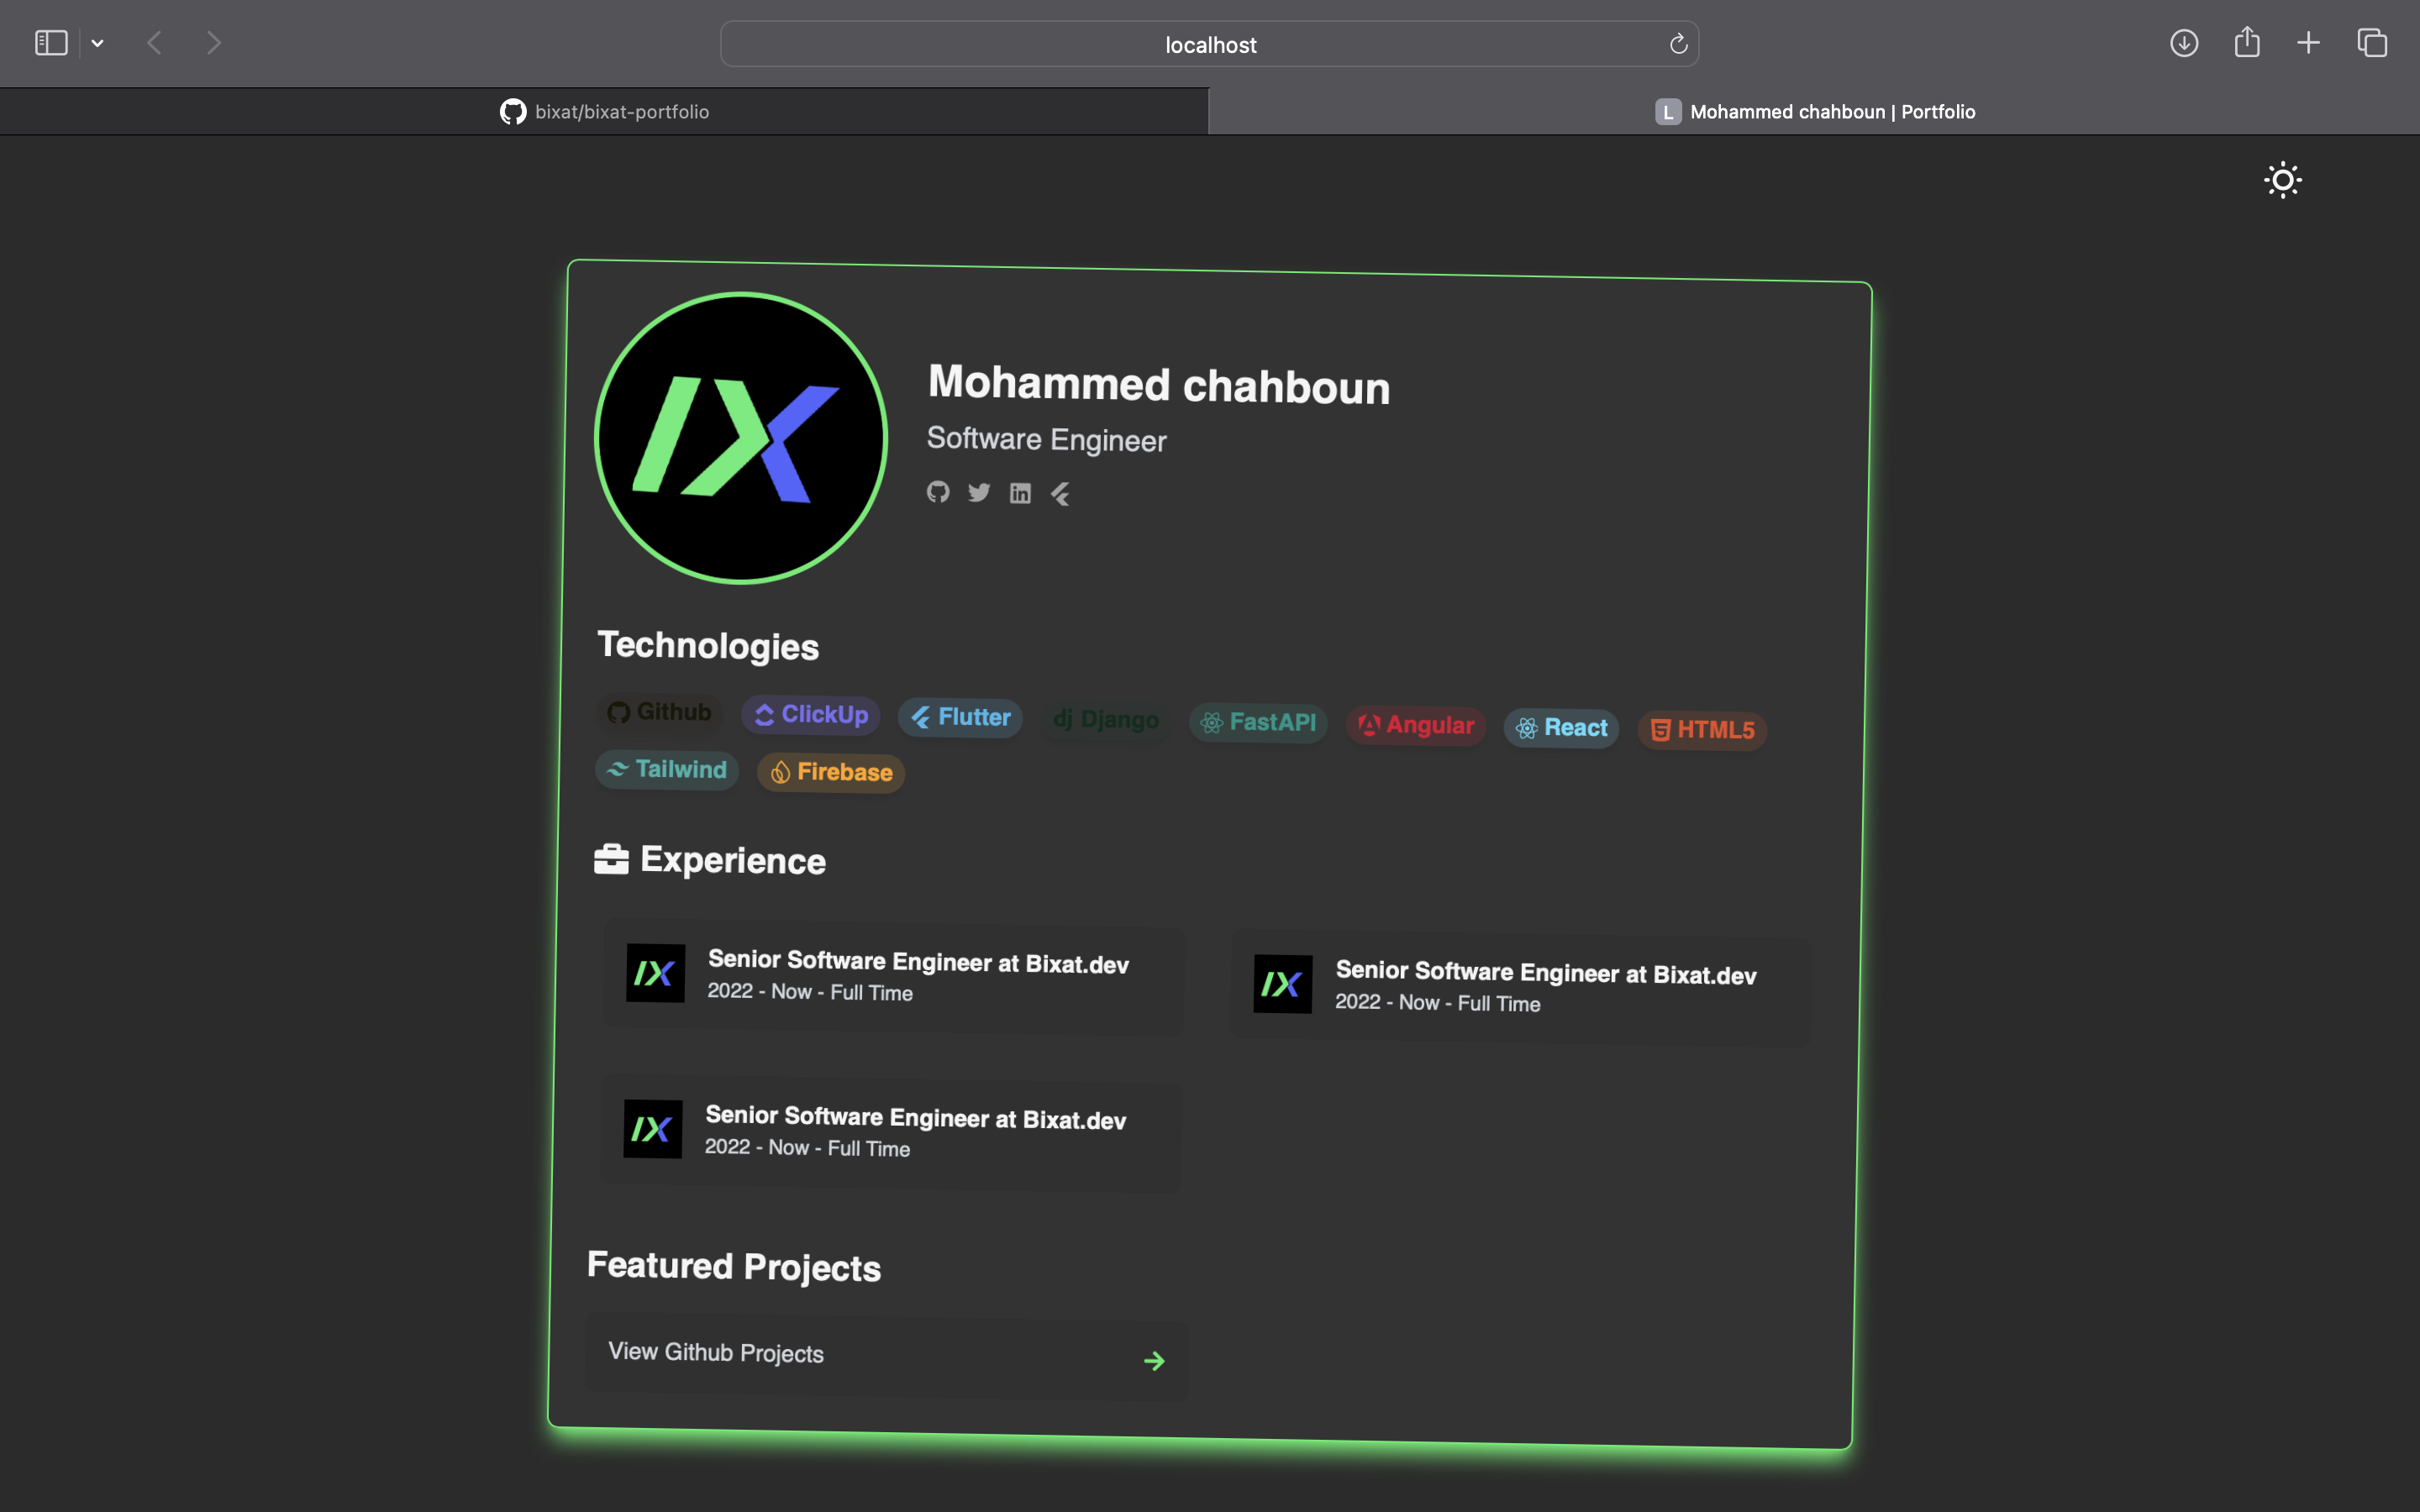 localhost
bixat/bixat-portfolio
L Mohammed chahboun | Portfolio
Mohammed chahboun
Software Engineer
Technologies
Github ClickUp Flutter dj Django FastAPI Angular React HTML5
Tailwind Firebase
Experience
Senior Software Engineer at Bixat.dev
2022 - Now - Full Time
Senior Software Engineer at Bixat.dev
2022 - Now - Full Time
Senior Software Engineer at Bixat.dev
2022 - Now - Full Time
Featured Projects
View Github Projects